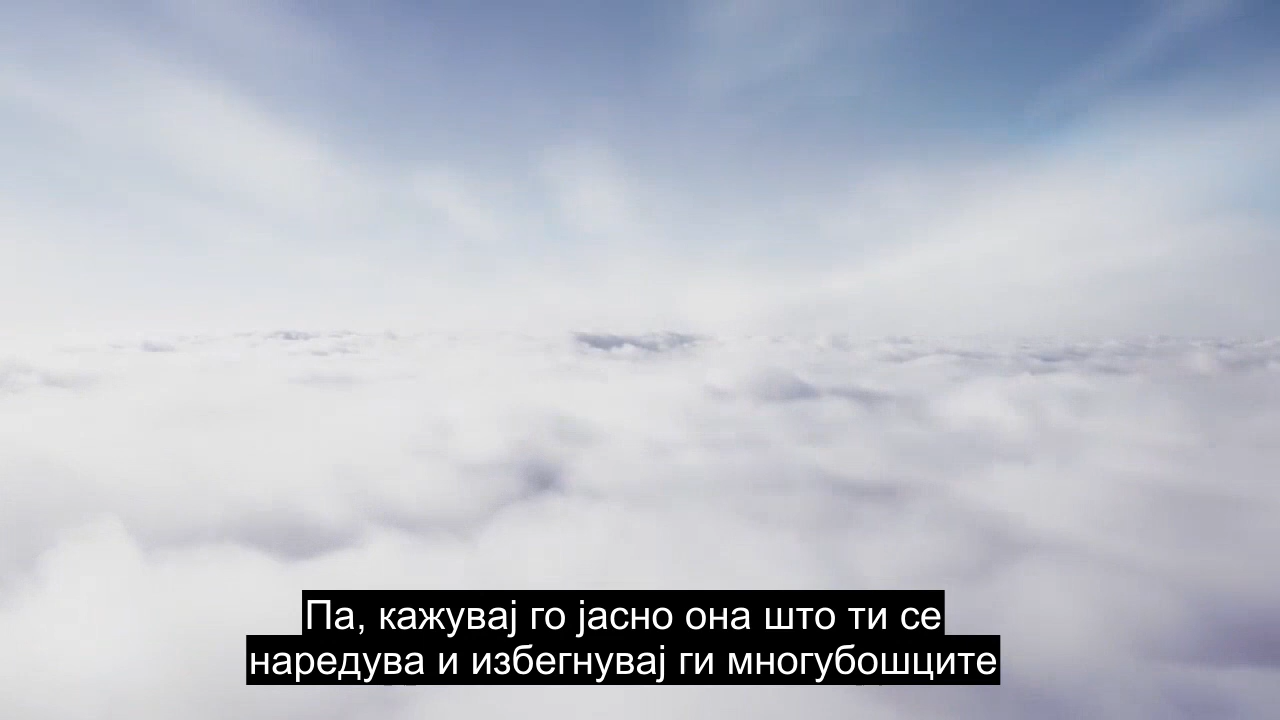 Па, кажувај го јасно она што ти се
наредува и избегнувај ги многубошците